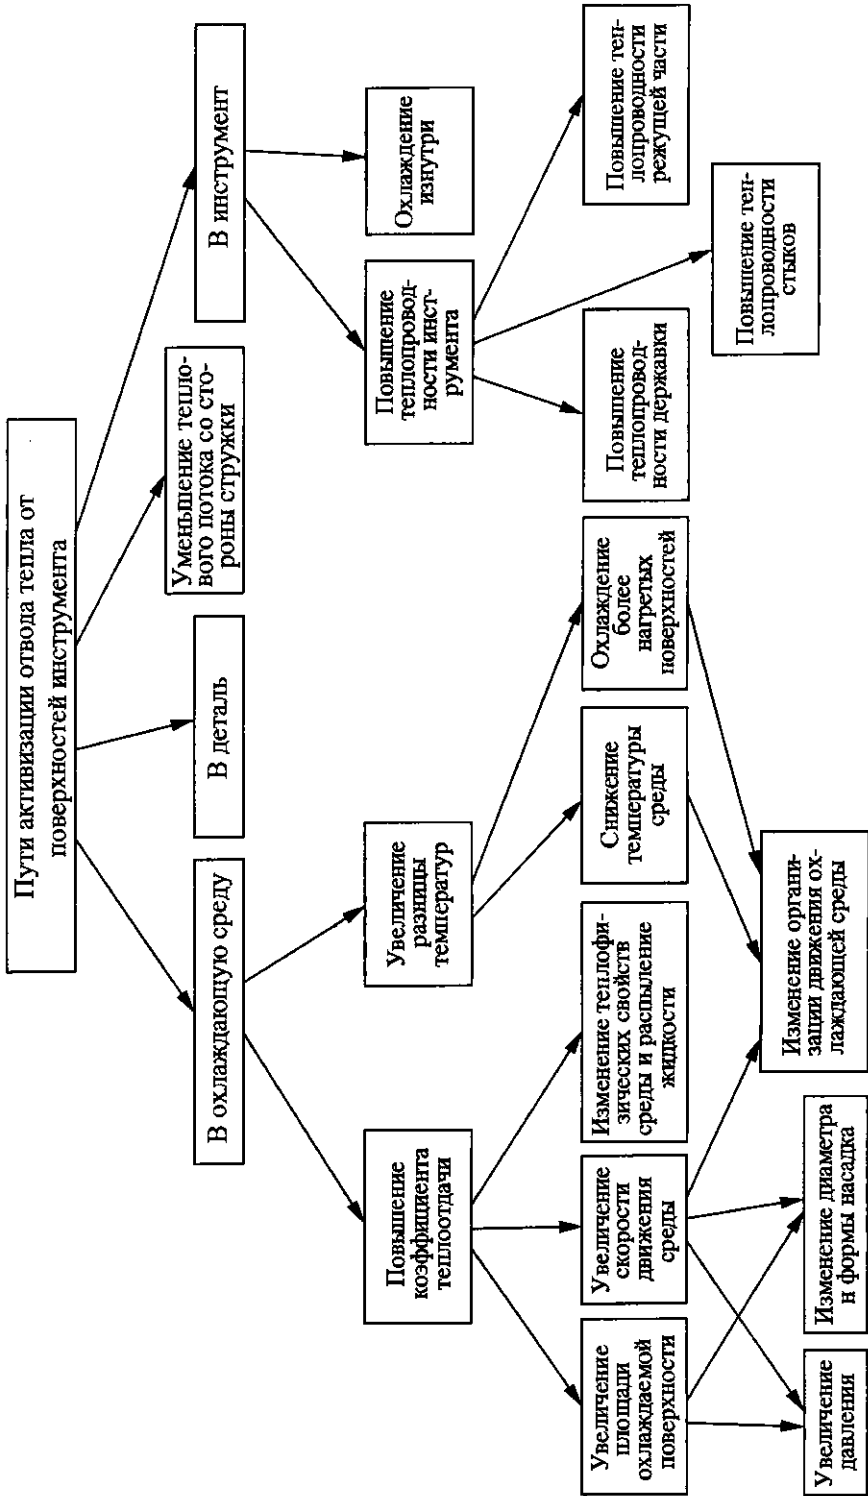 Пути активизации отвода тепла от
поверхностей инструмента
В охлаждающую среду
В деталь
Уменьшение тепло-
вого потока со сто-
роны стружки
В инструмент
Повышение
коэффициента
теплоотдачи
Увеличение
разницы
температур
Повышение
теплопровод-
ности инст-
румента
Охлаждение
изнутри
Увеличение
площади
охлаждаемой
поверхности
Увеличение
скорости
движения
среды
Изменение теплофи-
зических свойств
среды и распыление
жидкости
Снижение
температуры
среды
Охлаждение
более
нагретых
поверхностей
Повышение
теплопровод-
ности державки
Повышение теп-
лопроводности
режущей части
Повышение теп-
лопроводности
стыков
Увеличение
давления
Изменение диаметра
и формы насадка
Изменение органи-
зации движения ох-
лаждающей среды